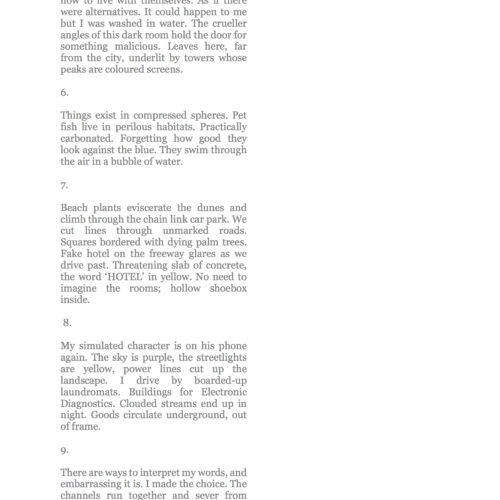 how to live with themselves. As if there
were alternatives. It could happen to me
but I was washed in water. The crueller
angles of this dark room hold the door for
something malicious. Leaves here, far
from the city, underlit by towers whose
peaks are coloured screens.
6.
Things exist in compressed spheres. Pet
fish live in perilous habitats. Practically
carbonated. Forgetting how good they
look against the blue. They swim through
the air in a bubble of water.
7.
Beach plants eviscerate the dunes and
climb through the chain link car park. We
cut lines through unmarked roads.
Squares bordered with dying palm trees.
Fake hotel on the freeway glares as we
drive past. Threatening slab of concrete,
the word ‘HOTEL’ in yellow. No need to
imagine the rooms; hollow shoebox
inside.
8.
My simulated character is on his phone
again. The sky is purple, the streetlights
are yellow, power lines cut up the
landscape. I drive by boarded-up
laundromats. Buildings for Electronic
Diagnostics. Clouded streams end up in
night. Goods circulate underground, out
of frame.
9.
There are ways to interpret my words, and
embarrassing it is. I made the choice. The
channels run together and sever from